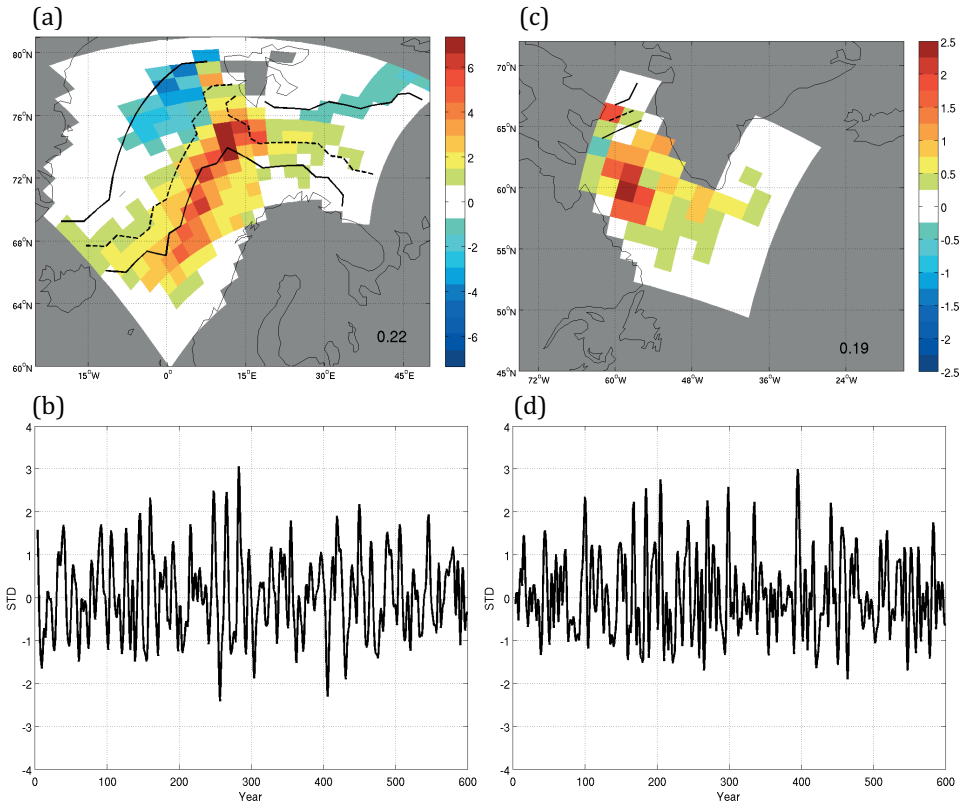 (a)
80°N
76°N
72°N
68°N
64°N
60°N
15°W
0°
15°E
30°E
45°E
0.22
6
4
2
0
-2
-4
-6
(c)
70°N
65°N
60°N
55°N
50°N
45°N
72°W
60°W
48°W
36°W
24°W
0.19
2.5
2
1.5
1
0.5
0
-0.5
-1
-1.5
-2
-2.5
(b)
4
3
2
1
0
-1
-2
-3
-4
STD
0 100 200 300 400 500 600
Year
(d)
4
3
2
1
0
-1
-2
-3
-4
STD
0 100 200 300 400 500 600
Year